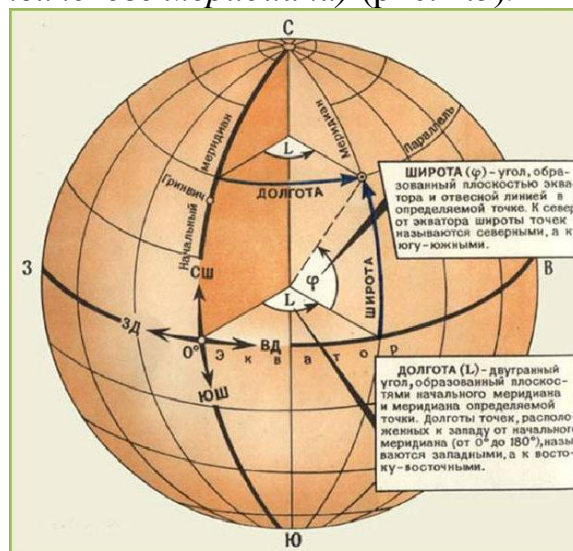 С
Меридиан
Параллель
меридиан
L
Гринвич
ДОЛГОТА
Начальный
ШИРОТА (φ) – угол, обра-
зованный плоскостью эква-
тора и отвесной линией в
определяемой точке. К север
от экватора широты точек
называются северными, а к
югу-южными.
З
СШ
φ
L
ШИРОТА
В
ЗД
ВД
0°
Экватор
ЮШ
ДОЛГОТА (L) – двугранный
угол, образованный плоскос-
тями начального меридиана
и меридиана определяемой
точки. Долготы точек, располо-
женных к западу от начального
меридиана (от 0° до 180°), назы
ваются западными, а к восто-
ку-восточными.
Ю